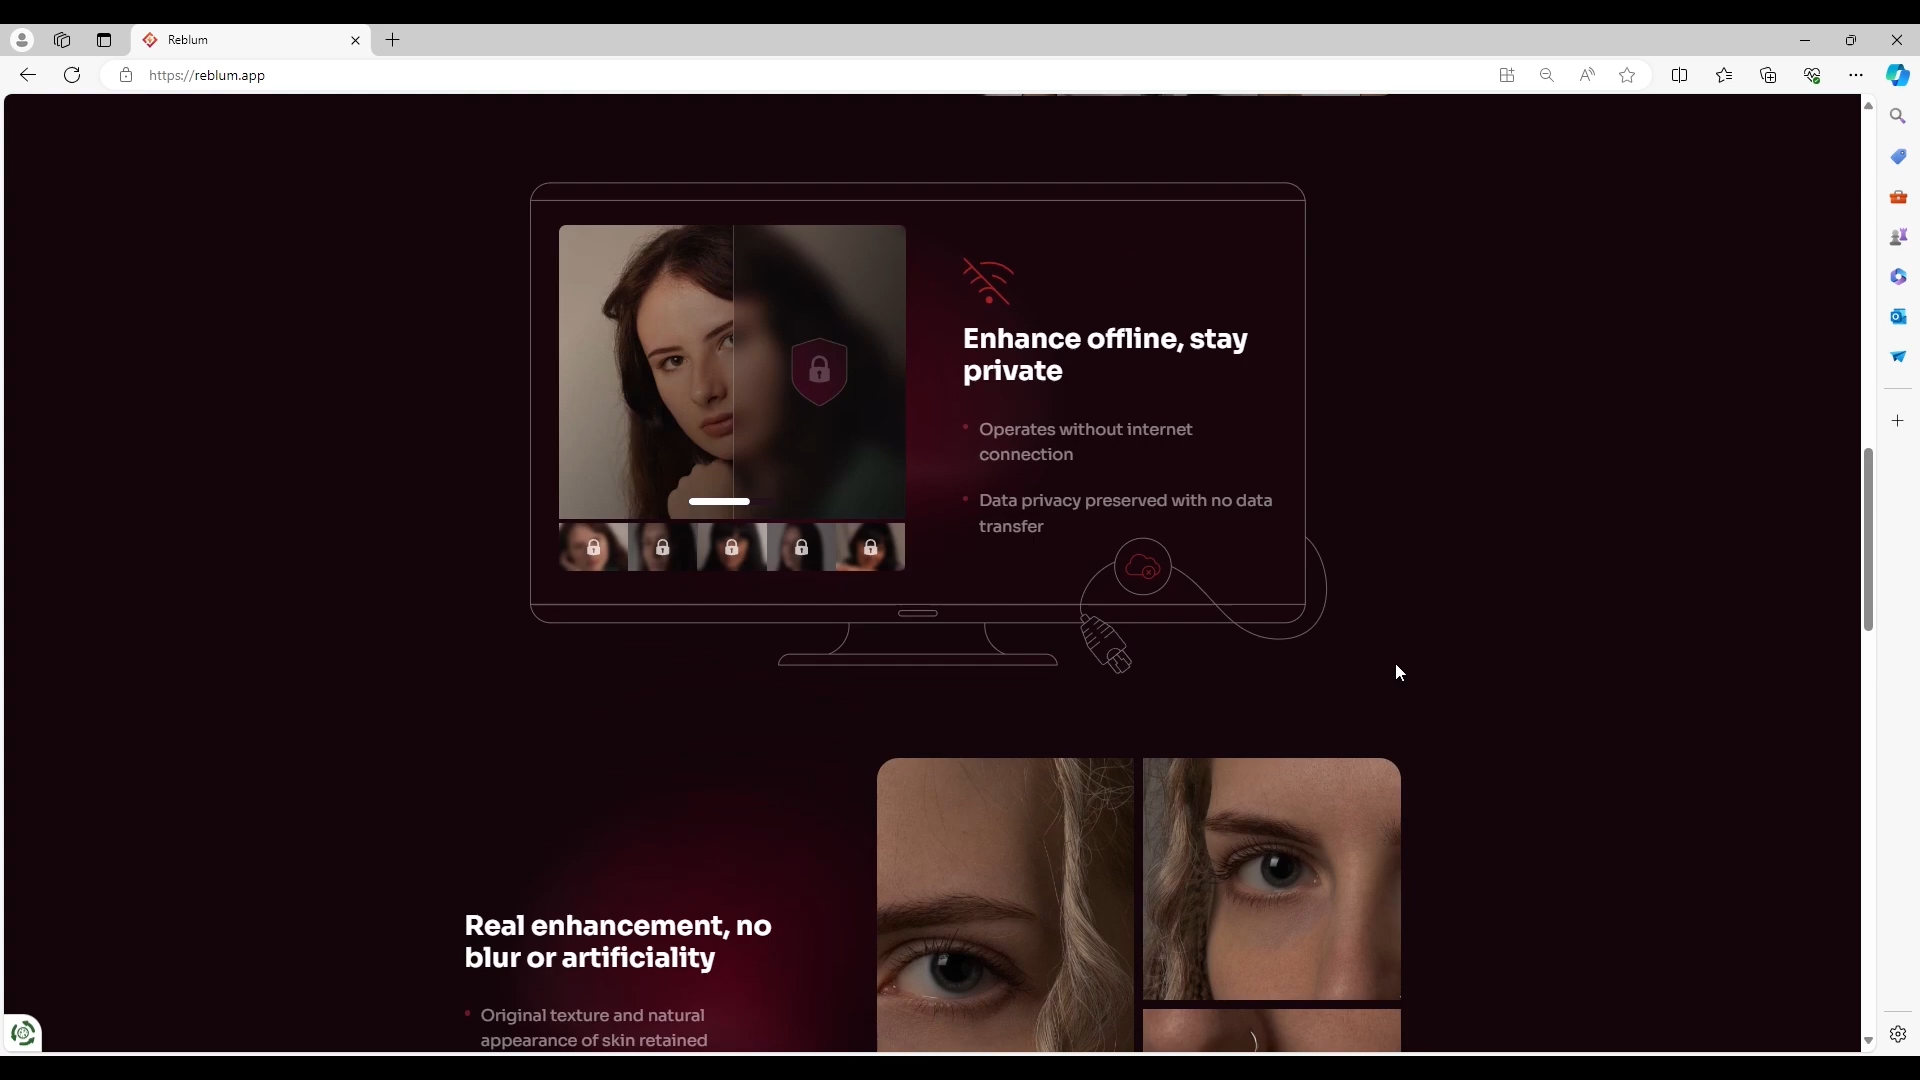 Reblum
https://reblum.app
Enhance offline, stay
private
Operates without internet
connection
Data privacy preserved with no data
transfer
Real enhancement, no
blur or artificiality
Original texture and natural
appearance of skin retained